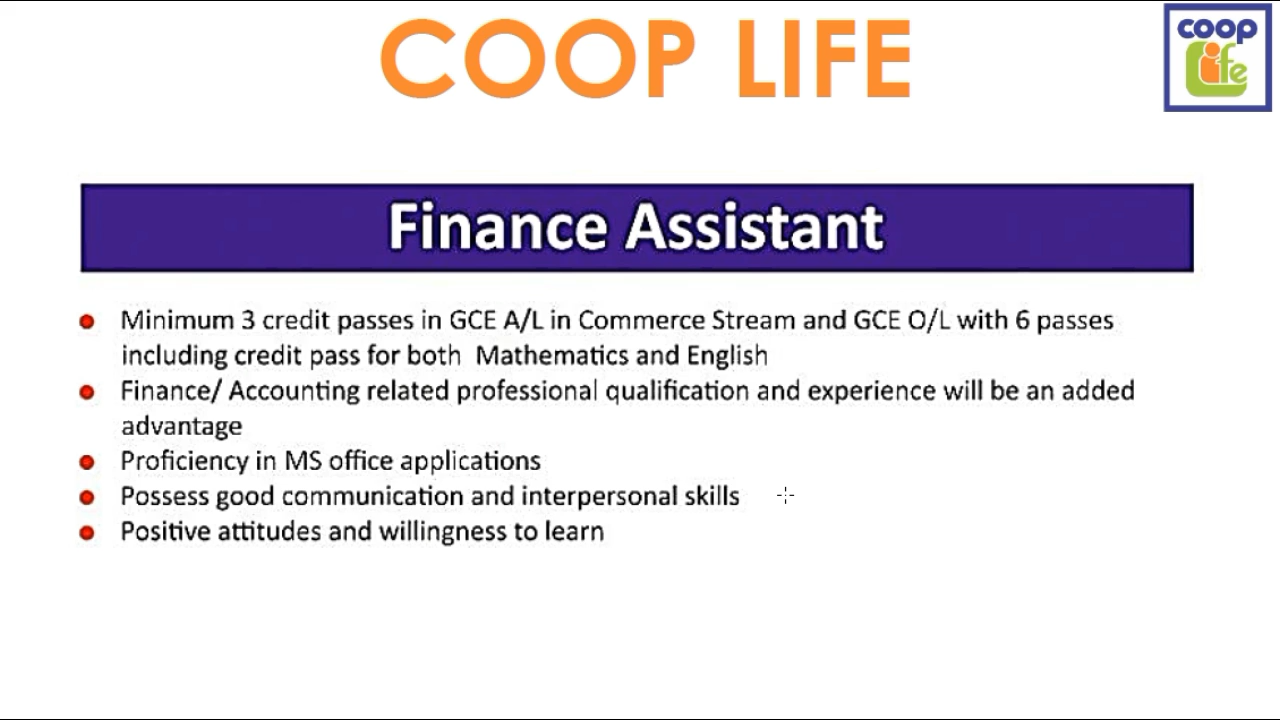 COOP LIFE
coop
life
Finance Assistant
Minimum 3 credit passes in GCE A/L in Commerce Stream and GCE O/L with 6 passes
including credit pass for both Mathematics and English
Finance/ Accounting related professional qualification and experience will be an added
advantage
Proficiency in MS office applications
Possess good communication and interpersonal skills
Positive attitudes and willingness to learn